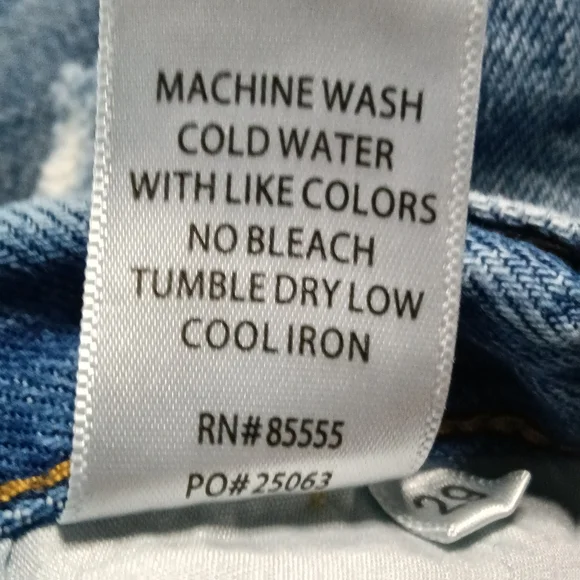 MACHINE WASH
COLD WATER
WITH LIKE COLORS
NO BLEACH
TUMBLE DRY LOW
COOL IRON
RN# 85555
PO# 25063
29